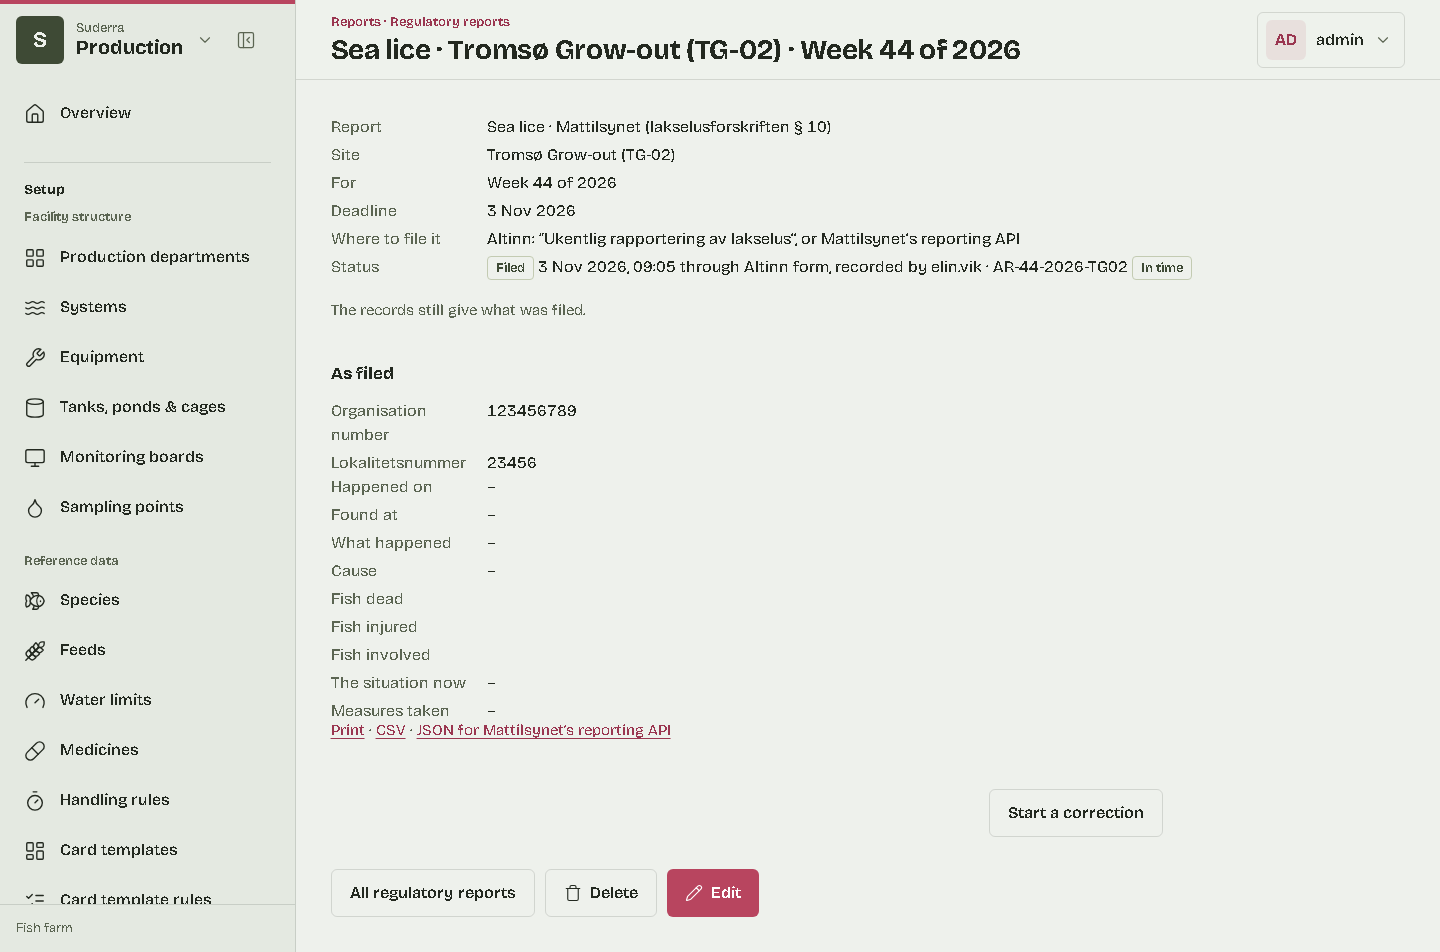 S
Suderra
Production
Overview
Setup
Facility structure
Production departments
Systems
Equipment
Tanks, ponds & cages
Monitoring boards
Sampling points
Reference data
Species
Feeds
Water limits
Medicines
Handling rules
Card templates
Card template rules
Fish farm
Reports · Regulatory reports
Sea lice · Tromsø Grow-out (TG-02) · Week 44 of 2026
AD admin
Report Sea lice · Mattilsynet (lakselusforskriften § 10)
Site Tromsø Grow-out (TG-02)
For Week 44 of 2026
Deadline 3 Nov 2026
Where to file it Altinn: “Ukentlig rapportering av lakselus”, or Mattilsynet’s reporting API
Status Filed 3 Nov 2026, 09:05 through Altinn form, recorded by elin.vik · AR-44-2026-TG02 In time
The records still give what was filed.
As filed
Organisation number 123456789
Lokalitetsnummer 23456
Happened on –
Found at –
What happened –
Cause –
Fish dead
Fish injured
Fish involved
The situation now –
Measures taken –
Print · CSV · JSON for Mattilsynet’s reporting API
Start a correction
All regulatory reports Delete Edit